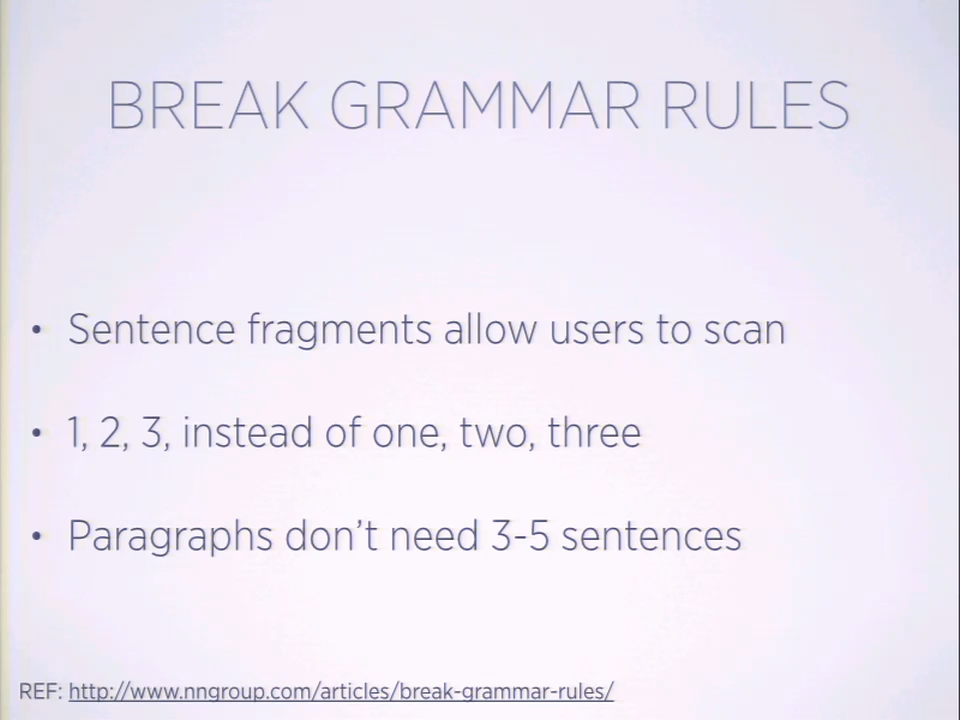 BREAK GRAMMAR RULES
• Sentence fragments allow users to scan
• 1, 2, 3, instead of one, two, three
• Paragraphs don’t need 3-5 sentences
REF: http://www.nngroup.com/articles/break-grammar-rules/